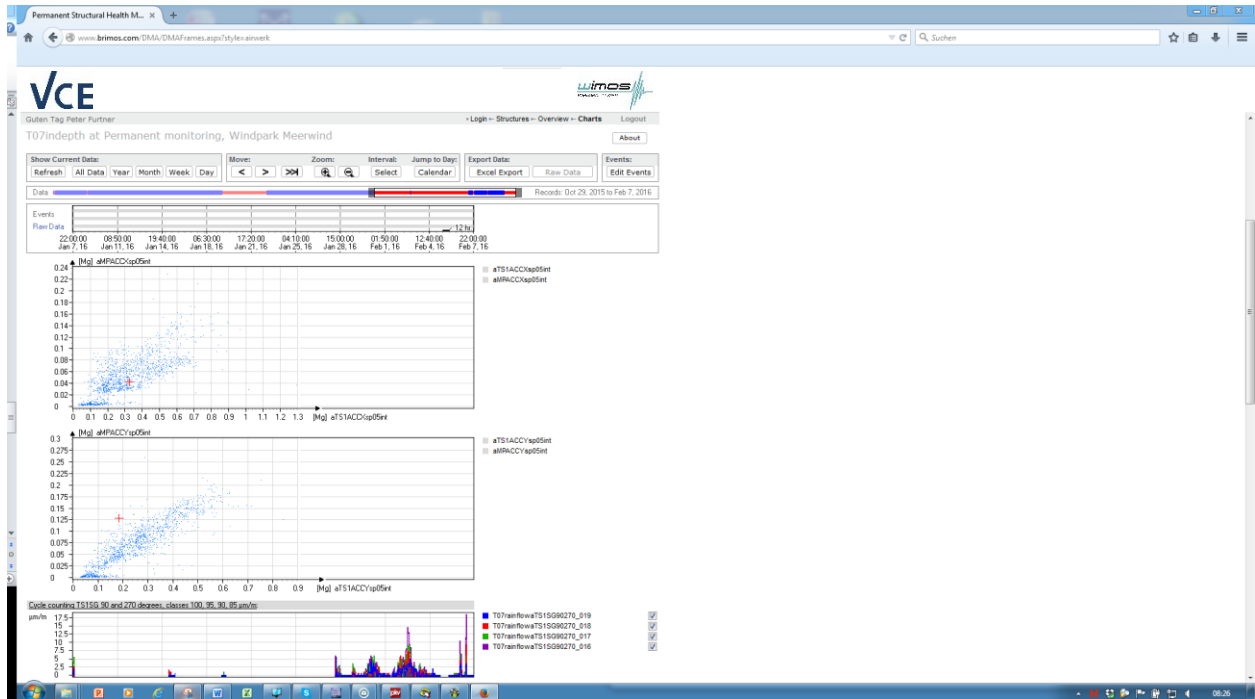 Permanent Structural Health M... × +
www.brimos.com/DMA/DMAFrames.aspx?style=airwerk
Suchen
VCE
wimos
Guten Tag Peter Furtner
Login ← Structures ← Overview ← Charts Logout
T07indepth at Permanent monitoring, Windpark Meerwind
About
Show Current Data: Move: Zoom: Interval: Jump to Day: Export Data: Events:
Refresh All Data Year Month Week Day < > Select Calendar Excel Export Raw Data Edit Events
Data Records: Oct 29, 2015 to Feb 7, 2016
Events
Raw Data 12 hr.
22:00:00 08:50:00 19:40:00 06:30:00 17:20:00 04:10:00 15:00:00 01:50:00 12:40:00 22:00:00
Jan 7, 16 Jan 11, 16 Jan 14, 16 Jan 18, 16 Jan 21, 16 Jan 25, 16 Jan 28, 16 Feb 1, 16 Feb 4, 16 Feb 7, 16
[Mg] aMPACCXsp05int
aTS1ACCXsp05int
aMPACCXsp05int
0.24
0.22
0.2
0.18
0.16
0.14
0.12
0.1
0.08
0.06
0.04
0.02
0
0 0.1 0.2 0.3 0.4 0.5 0.6 0.7 0.8 0.9 1 1.1 1.2 1.3 [Mg] aTS1ACCXsp05int
[Mg] aMPACCYsp05int
aTS1ACCYsp05int
aMPACCYsp05int
0.3
0.275
0.25
0.225
0.2
0.175
0.15
0.125
0.1
0.075
0.05
0.025
0
0 0.1 0.2 0.3 0.4 0.5 0.6 0.7 0.8 0.9 [Mg] aTS1ACCYsp05int
Cycle counting TS1SG 90 and 270 degrees, classes 100, 95, 90, 85 µm/m:
µm/m
17.5
15
12.5
10
7.5
5
2.5
0
T07rainflowaTS1SG90270_019
T07rainflowaTS1SG90270_018
T07rainflowaTS1SG90270_017
T07rainflowaTS1SG90270_016
08:26